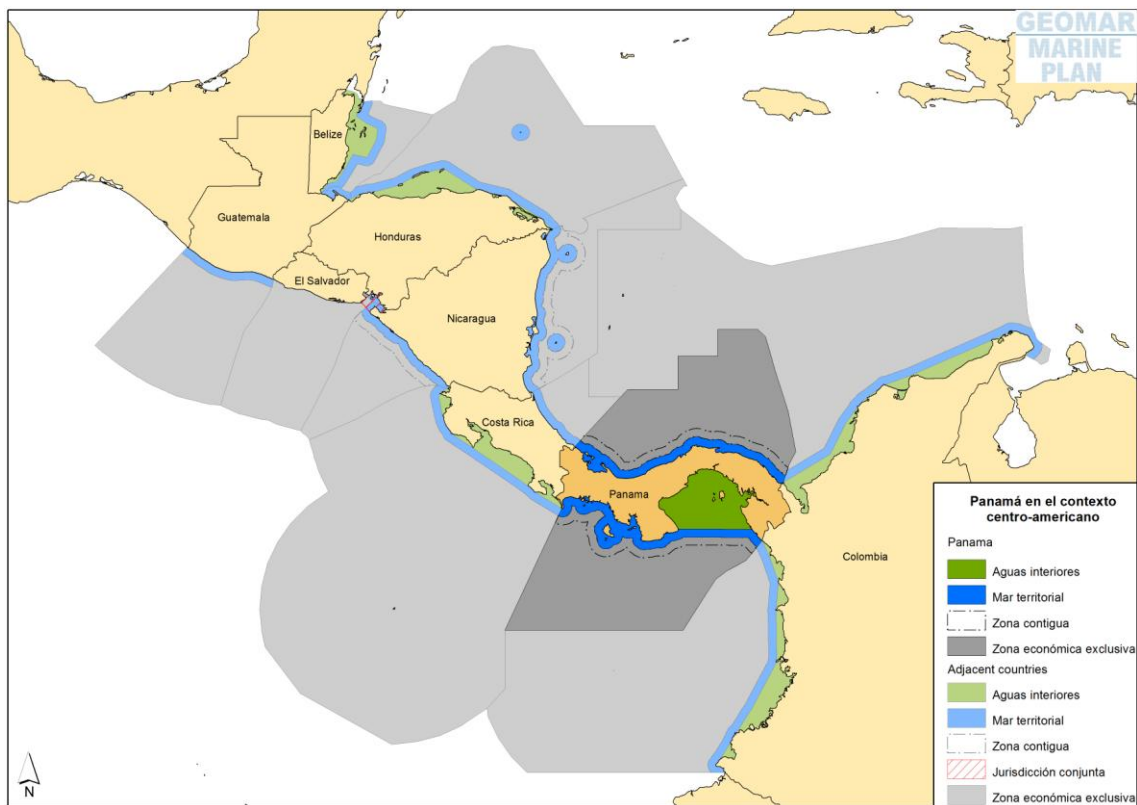 GEOMAR
MARINE
PLAN
Belize
Guatemala
Honduras
El Salvador
Nicaragua
Costa Rica
Panama
Colombia
N
Panamá en el contexto
centro-americano
Panama
Aguas interiores
Mar territorial
Zona contigua
Zona económica exclusiva
Adjacent countries
Aguas interiores
Mar territorial
Zona contigua
Jurisdicción conjunta
Zona económica exclusiva